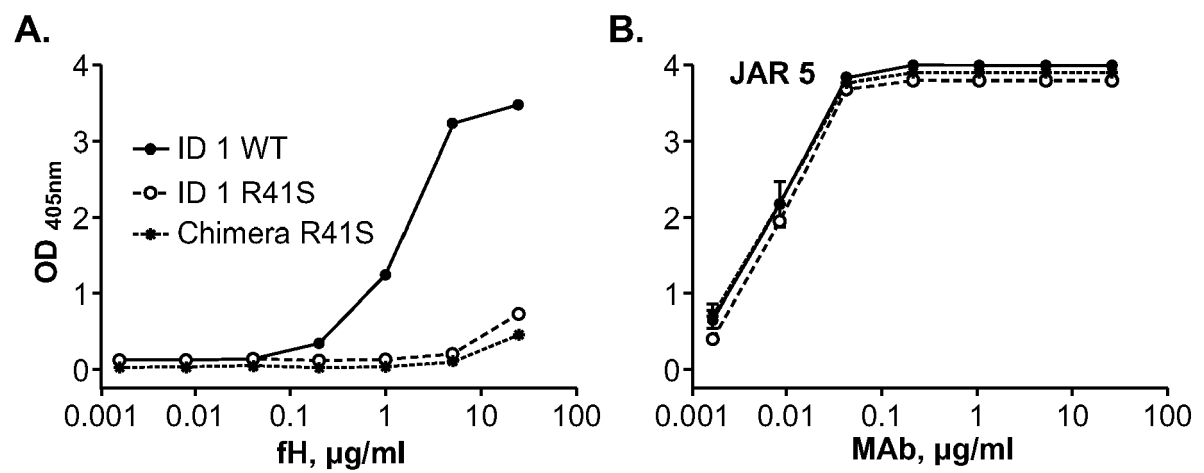 A.
4
3
2
1
0
OD 405nm
ID 1 WT
ID 1 R41S
Chimera R41S
0.001 0.01 0.1 1 10 100
fH, µg/ml
B.
JAR 5
4
3
2
1
0
0.001 0.01 0.1 1 10 100
MAb, µg/ml